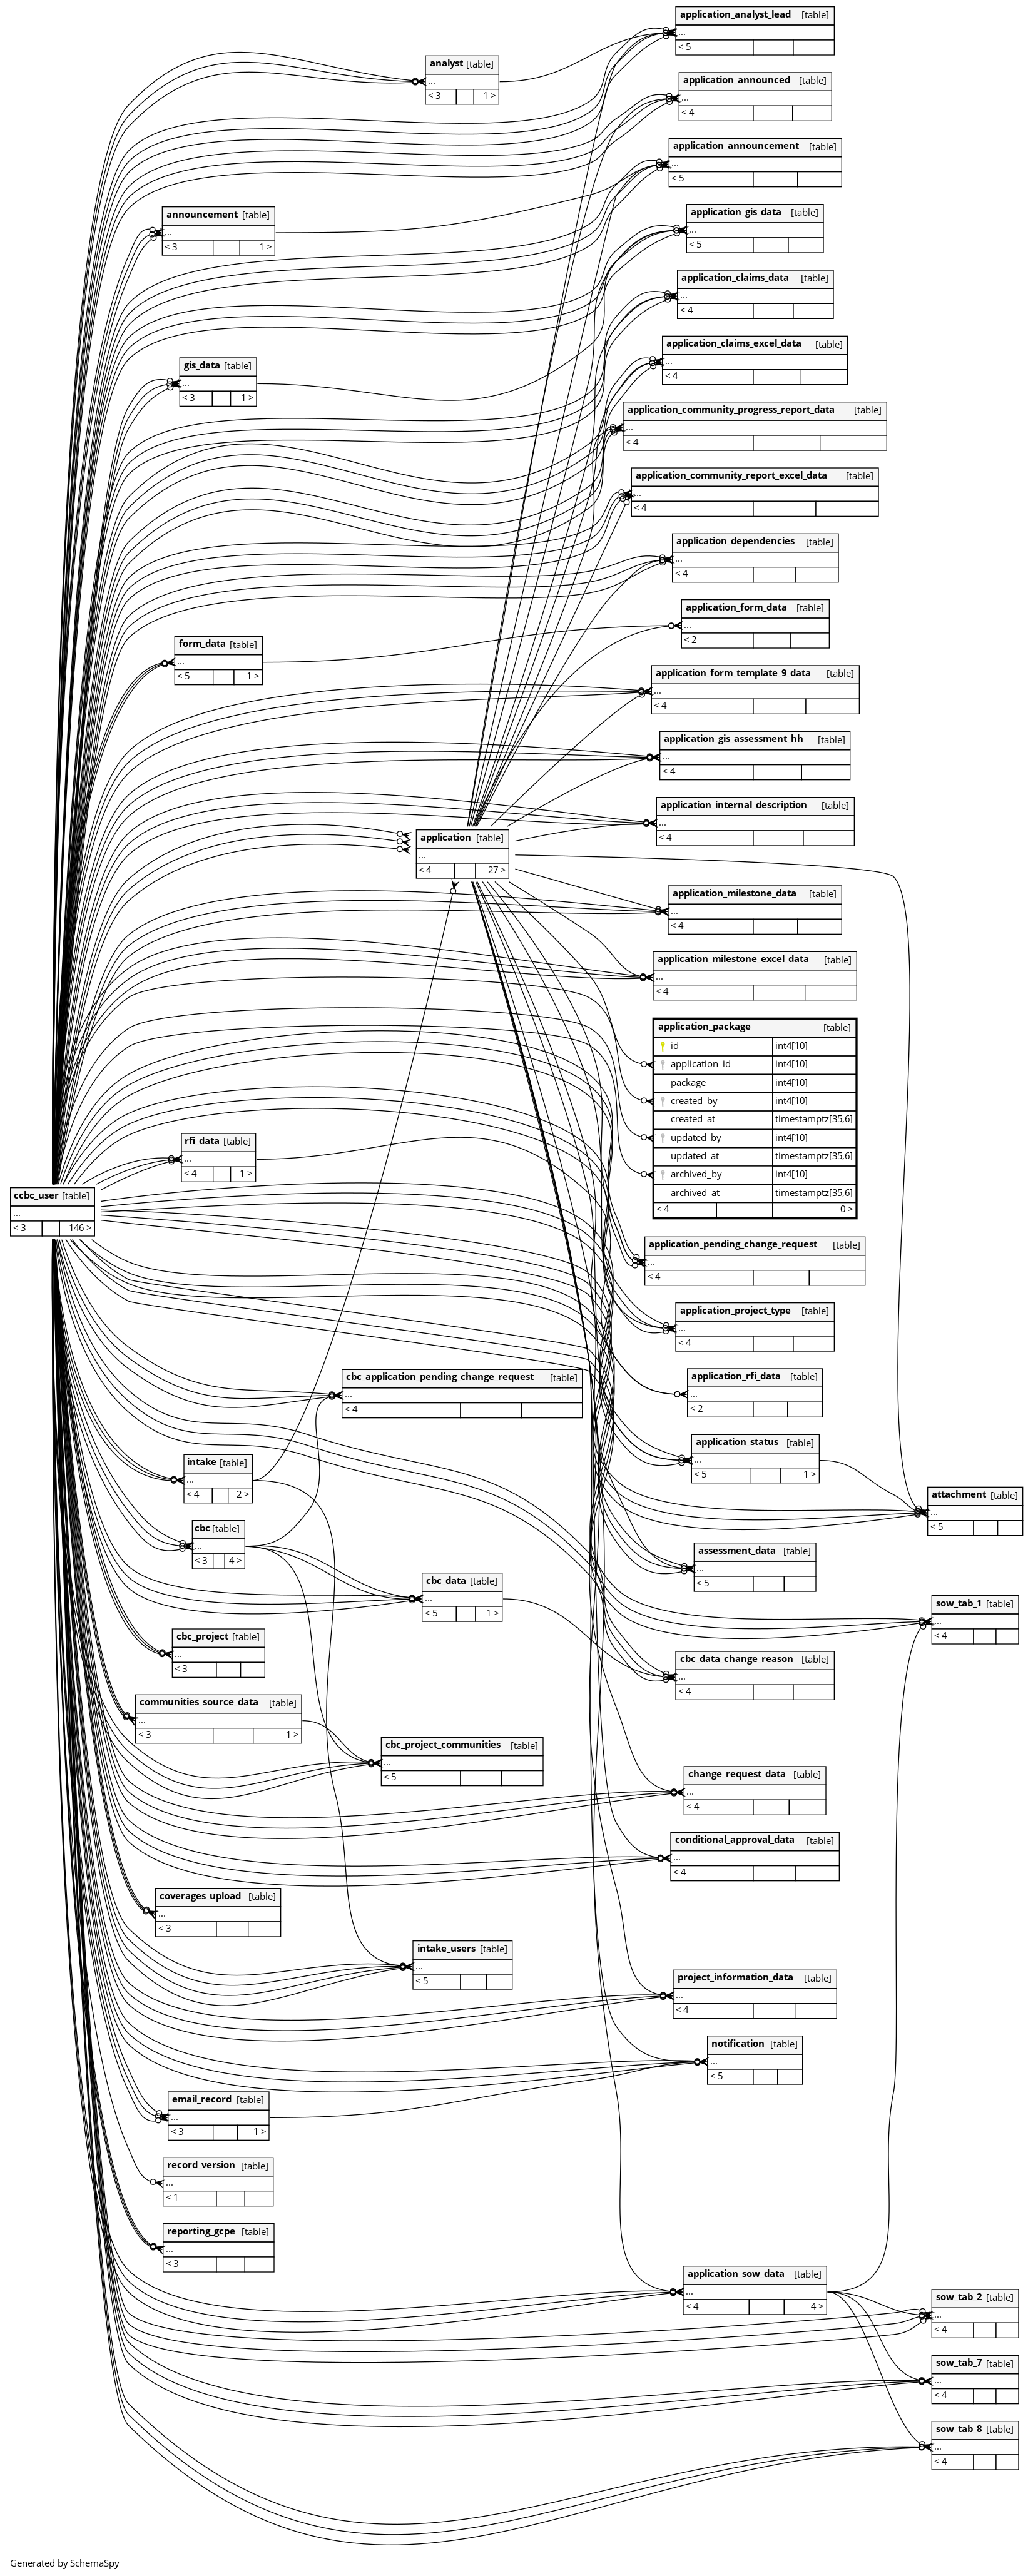 application_analyst_lead [table]
...
< 5
analyst [table]
...
< 3 1 >
application_announced [table]
...
< 4
application_announcement [table]
...
< 5
announcement [table]
...
< 3 1 >
application_gis_data [table]
...
< 5
application_claims_data [table]
...
< 4
application_claims_excel_data [table]
...
< 4
gis_data [table]
...
< 3 1 >
application_community_progress_report_data [table]
...
< 4
application_community_report_excel_data [table]
...
< 4
application_dependencies [table]
...
< 4
application_form_data [table]
...
< 2
form_data [table]
...
< 5 1 >
application_form_template_9_data [table]
...
< 4
application_gis_assessment_hh [table]
...
< 4
application_internal_description [table]
...
< 4
application [table]
...
< 4 27 >
application_milestone_data [table]
...
< 4
application_milestone_excel_data [table]
...
< 4
application_package [table]
id int4[10]
application_id int4[10]
package int4[10]
created_by int4[10]
created_at timestamptz[35,6]
updated_by int4[10]
updated_at timestamptz[35,6]
archived_by int4[10]
archived_at timestamptz[35,6]
< 4 0 >
rfi_data [table]
...
< 4 1 >
ccbc_user [table]
...
< 3 146 >
application_pending_change_request [table]
...
< 4
application_project_type [table]
...
< 4
application_rfi_data [table]
...
< 2
cbc_application_pending_change_request [table]
...
< 4
application_status [table]
...
< 5 1 >
intake [table]
...
< 4 2 >
attachment [table]
...
< 5
cbc [table]
...
< 3 4 >
assessment_data [table]
...
< 5
cbc_data [table]
...
< 5 1 >
sow_tab_1 [table]
...
< 4
cbc_project [table]
...
< 3
cbc_data_change_reason [table]
...
< 4
communities_source_data [table]
...
< 3 1 >
cbc_project_communities [table]
...
< 5
change_request_data [table]
...
< 4
conditional_approval_data [table]
...
< 4
coverages_upload [table]
...
< 3
intake_users [table]
...
< 5
project_information_data [table]
...
< 4
notification [table]
...
< 5
email_record [table]
...
< 3 1 >
record_version [table]
...
< 1
reporting_gcpe [table]
...
< 3
application_sow_data [table]
...
< 4 4 >
sow_tab_2 [table]
...
< 4
sow_tab_7 [table]
...
< 4
sow_tab_8 [table]
...
< 4
Generated by SchemaSpy